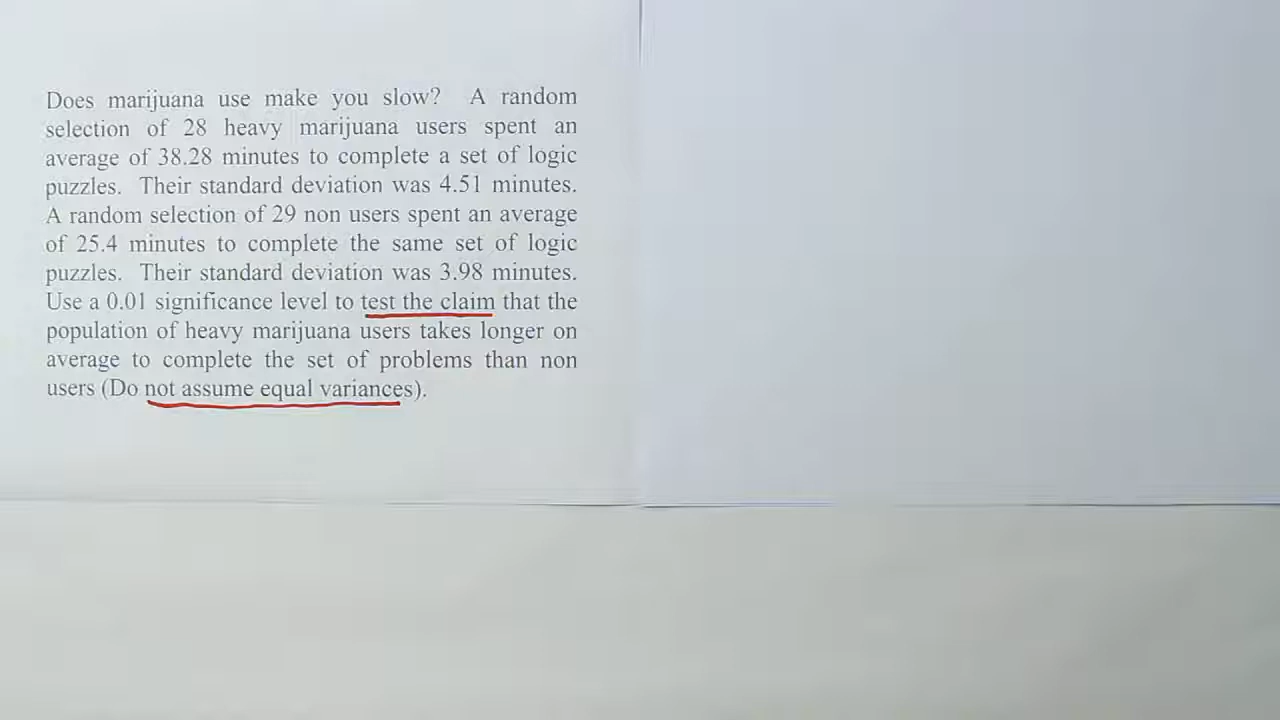 Does marijuana use make you slow? A random
selection of 28 heavy marijuana users spent an
average of 38.28 minutes to complete a set of logic
puzzles. Their standard deviation was 4.51 minutes.
A random selection of 29 non users spent an average
of 25.4 minutes to complete the same set of logic
puzzles. Their standard deviation was 3.98 minutes.
Use a 0.01 significance level to test the claim that the
population of heavy marijuana users takes longer on
average to complete the set of problems than non
users (Do not assume equal variances).